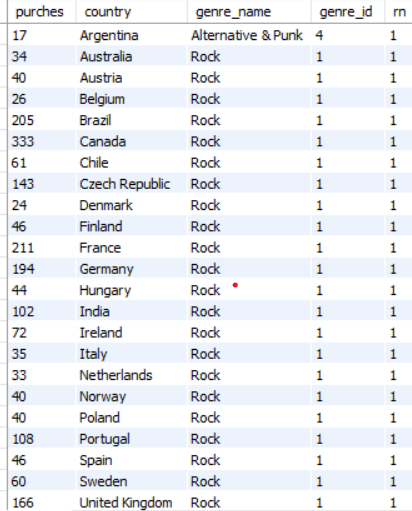 purches country genre_name genre_id rn
17 Argentina Alternative & Punk 4 1
34 Australia Rock 1 1
40 Austria Rock 1 1
26 Belgium Rock 1 1
205 Brazil Rock 1 1
333 Canada Rock 1 1
61 Chile Rock 1 1
143 Czech Republic Rock 1 1
24 Denmark Rock 1 1
46 Finland Rock 1 1
211 France Rock 1 1
194 Germany Rock 1 1
44 Hungary Rock 1 1
102 India Rock 1 1
72 Ireland Rock 1 1
35 Italy Rock 1 1
33 Netherlands Rock 1 1
40 Norway Rock 1 1
40 Poland Rock 1 1
108 Portugal Rock 1 1
46 Spain Rock 1 1
60 Sweden Rock 1 1
166 United Kingdom Rock 1 1